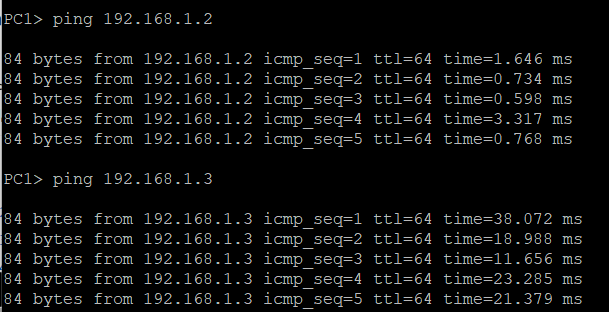 PC1> ping 192.168.1.2
84 bytes from 192.168.1.2 icmp_seq=1 ttl=64 time=1.646 ms
84 bytes from 192.168.1.2 icmp_seq=2 ttl=64 time=0.734 ms
84 bytes from 192.168.1.2 icmp_seq=3 ttl=64 time=0.598 ms
84 bytes from 192.168.1.2 icmp_seq=4 ttl=64 time=3.317 ms
84 bytes from 192.168.1.2 icmp_seq=5 ttl=64 time=0.768 ms
PC1> ping 192.168.1.3
84 bytes from 192.168.1.3 icmp_seq=1 ttl=64 time=38.072 ms
84 bytes from 192.168.1.3 icmp_seq=2 ttl=64 time=18.988 ms
84 bytes from 192.168.1.3 icmp_seq=3 ttl=64 time=11.656 ms
84 bytes from 192.168.1.3 icmp_seq=4 ttl=64 time=23.285 ms
84 bytes from 192.168.1.3 icmp_seq=5 ttl=64 time=21.379 ms